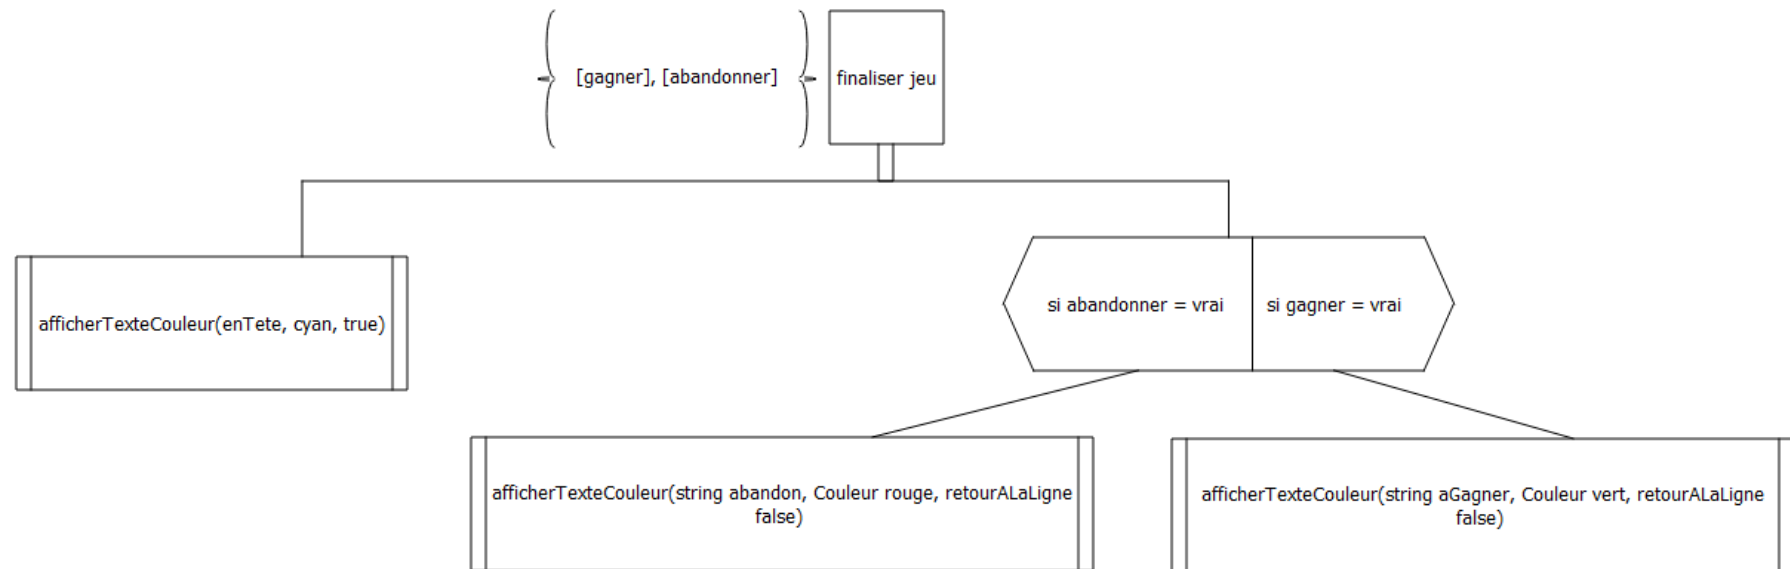 [gagner], [abandonner]
finaliser jeu
afficherTexteCouleur(enTete, cyan, true)
si abandonner = vrai
si gagner = vrai
afficherTexteCouleur(string abandon, Couleur rouge, retourALaLigne
false)
afficherTexteCouleur(string aGagner, Couleur vert, retourALaLigne
false)